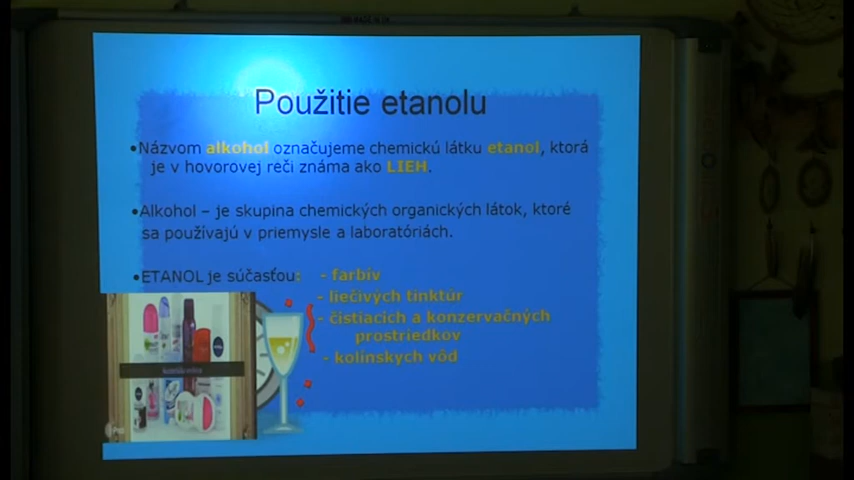 Použitie etanolu
•Názvom alkohol označujeme chemickú látku etanol, ktorá
je v hovorovej reči známa ako LIEH.
•Alkohol – je skupina chemických organických látok, ktoré
sa používajú v priemysle a laboratóriách.
•ETANOL je súčasťou: - farbív
- liečivých tinktúr
- čistiacich a konzervačných
prostriedkov
- kolínskych vôd